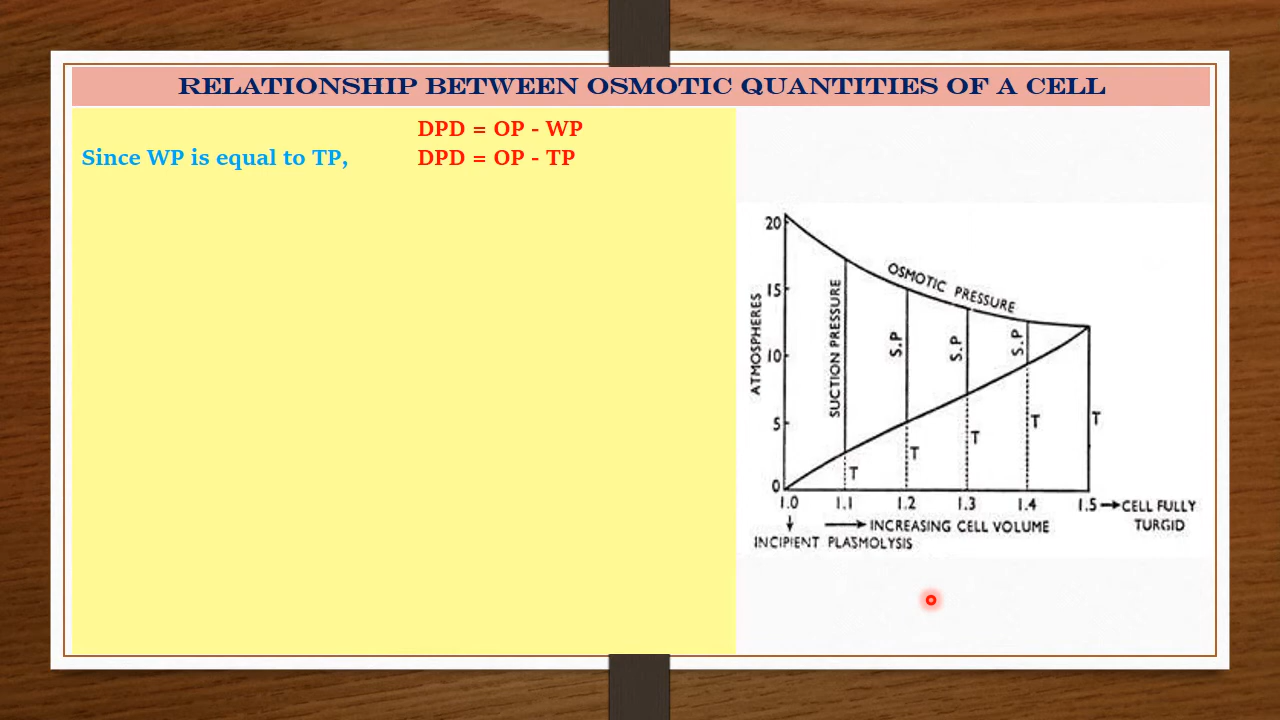 RELATIONSHIP BETWEEN OSMOTIC QUANTITIES OF A CELL
DPD = OP - WP
Since WP is equal to TP, DPD = OP - TP
20
15
10
5
0
ATMOSPHERES
OSMOTIC PRESSURE
SUCTION PRESSURE
S.P
S.P
S.P
T
T
T
T
T
1.0 1.1 1.2 1.3 1.4 1.5 → CELL FULLY TURGID
↓ → INCREASING CELL VOLUME
INCIPIENT PLASMOLYSIS